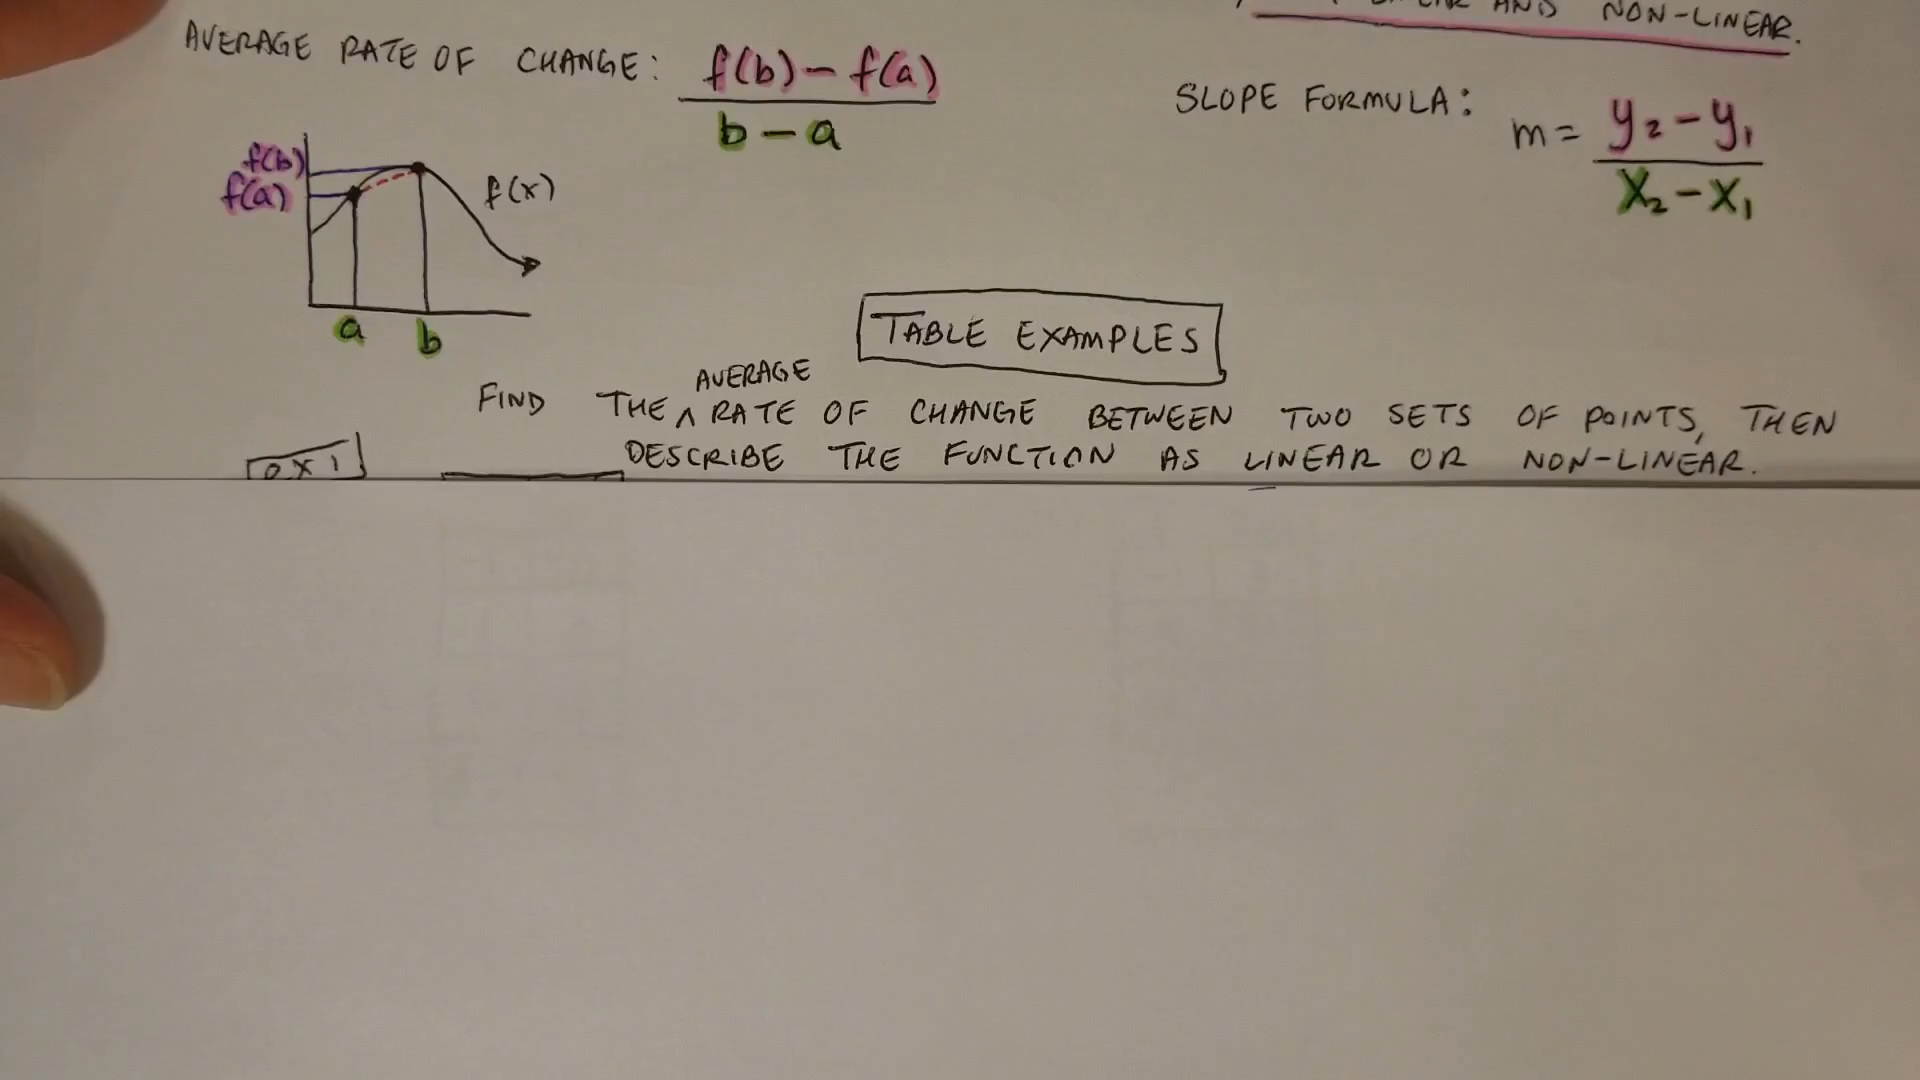 AND NON-LINEAR.
AVERAGE RATE OF CHANGE: f(b) - f(a)
b - a
SLOPE FORMULA: m = y₂ - y₁
x₂ - x₁
f(b)
f(a)
f(x)
a b
TABLE EXAMPLES
AVERAGE
FIND THE ^ RATE OF CHANGE BETWEEN TWO SETS OF POINTS, THEN
DESCRIBE THE FUNCTION AS LINEAR OR NON-LINEAR.